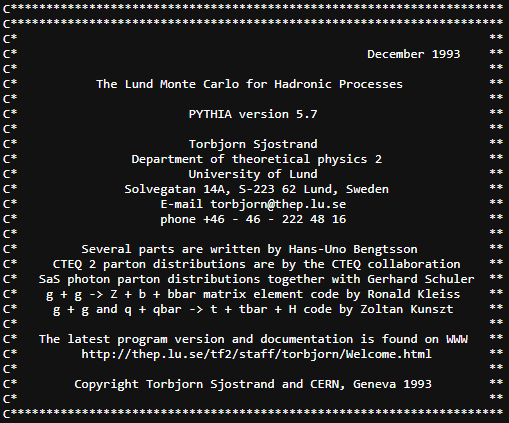 C*********************************************************************
C*********************************************************************
C*                                                                  **
C*                                                 December 1993    **
C*                                                                  **
C*           The Lund Monte Carlo for Hadronic Processes            **
C*                                                                  **
C*                        PYTHIA version 5.7                        **
C*                                                                  **
C*                        Torbjorn Sjostrand                        **
C*                Department of theoretical physics 2               **
C*                        University of Lund                        **
C*               Solvegatan 14A, S-223 62 Lund, Sweden              **
C*                    E-mail torbjorn@thep.lu.se                    **
C*                    phone +46 - 46 - 222 48 16                    **
C*                                                                  **
C*         Several parts are written by Hans-Uno Bengtsson          **
C*     CTEQ 2 parton distributions are by the CTEQ collaboration    **
C*   SaS photon parton distributions together with Gerhard Schuler  **
C*    g + g -> Z + b + bbar matrix element code by Ronald Kleiss    **
C*     g + g and q + qbar -> t + tbar + H code by Zoltan Kunszt     **
C*                                                                  **
C*   The latest program version and documentation is found on WWW   **
C*         http://thep.lu.se/tf2/staff/torbjorn/Welcome.html        **
C*                                                                  **
C*        Copyright Torbjorn Sjostrand and CERN, Geneva 1993        **
C*                                                                  **
C*********************************************************************